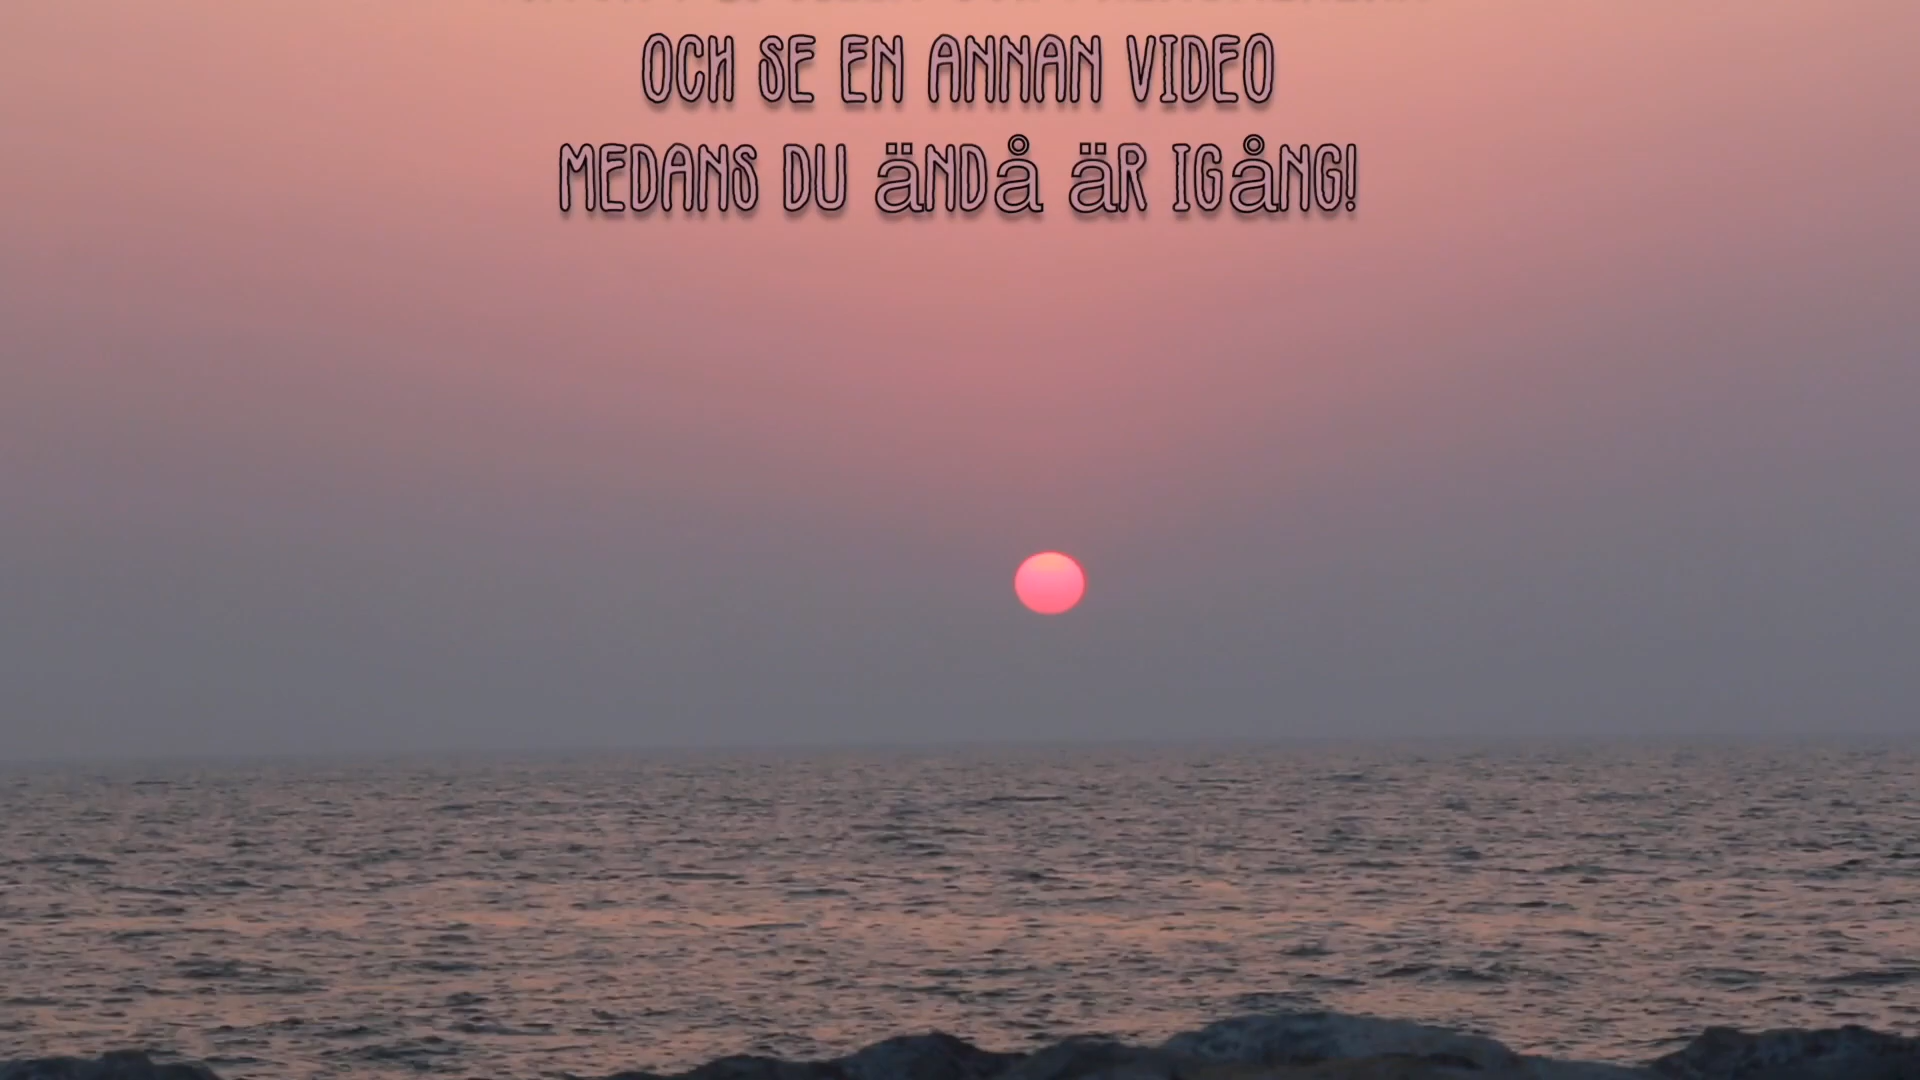 OCH SE EN ANNAN VIDEO
MEDANS DU äNDå äR IGåNG!